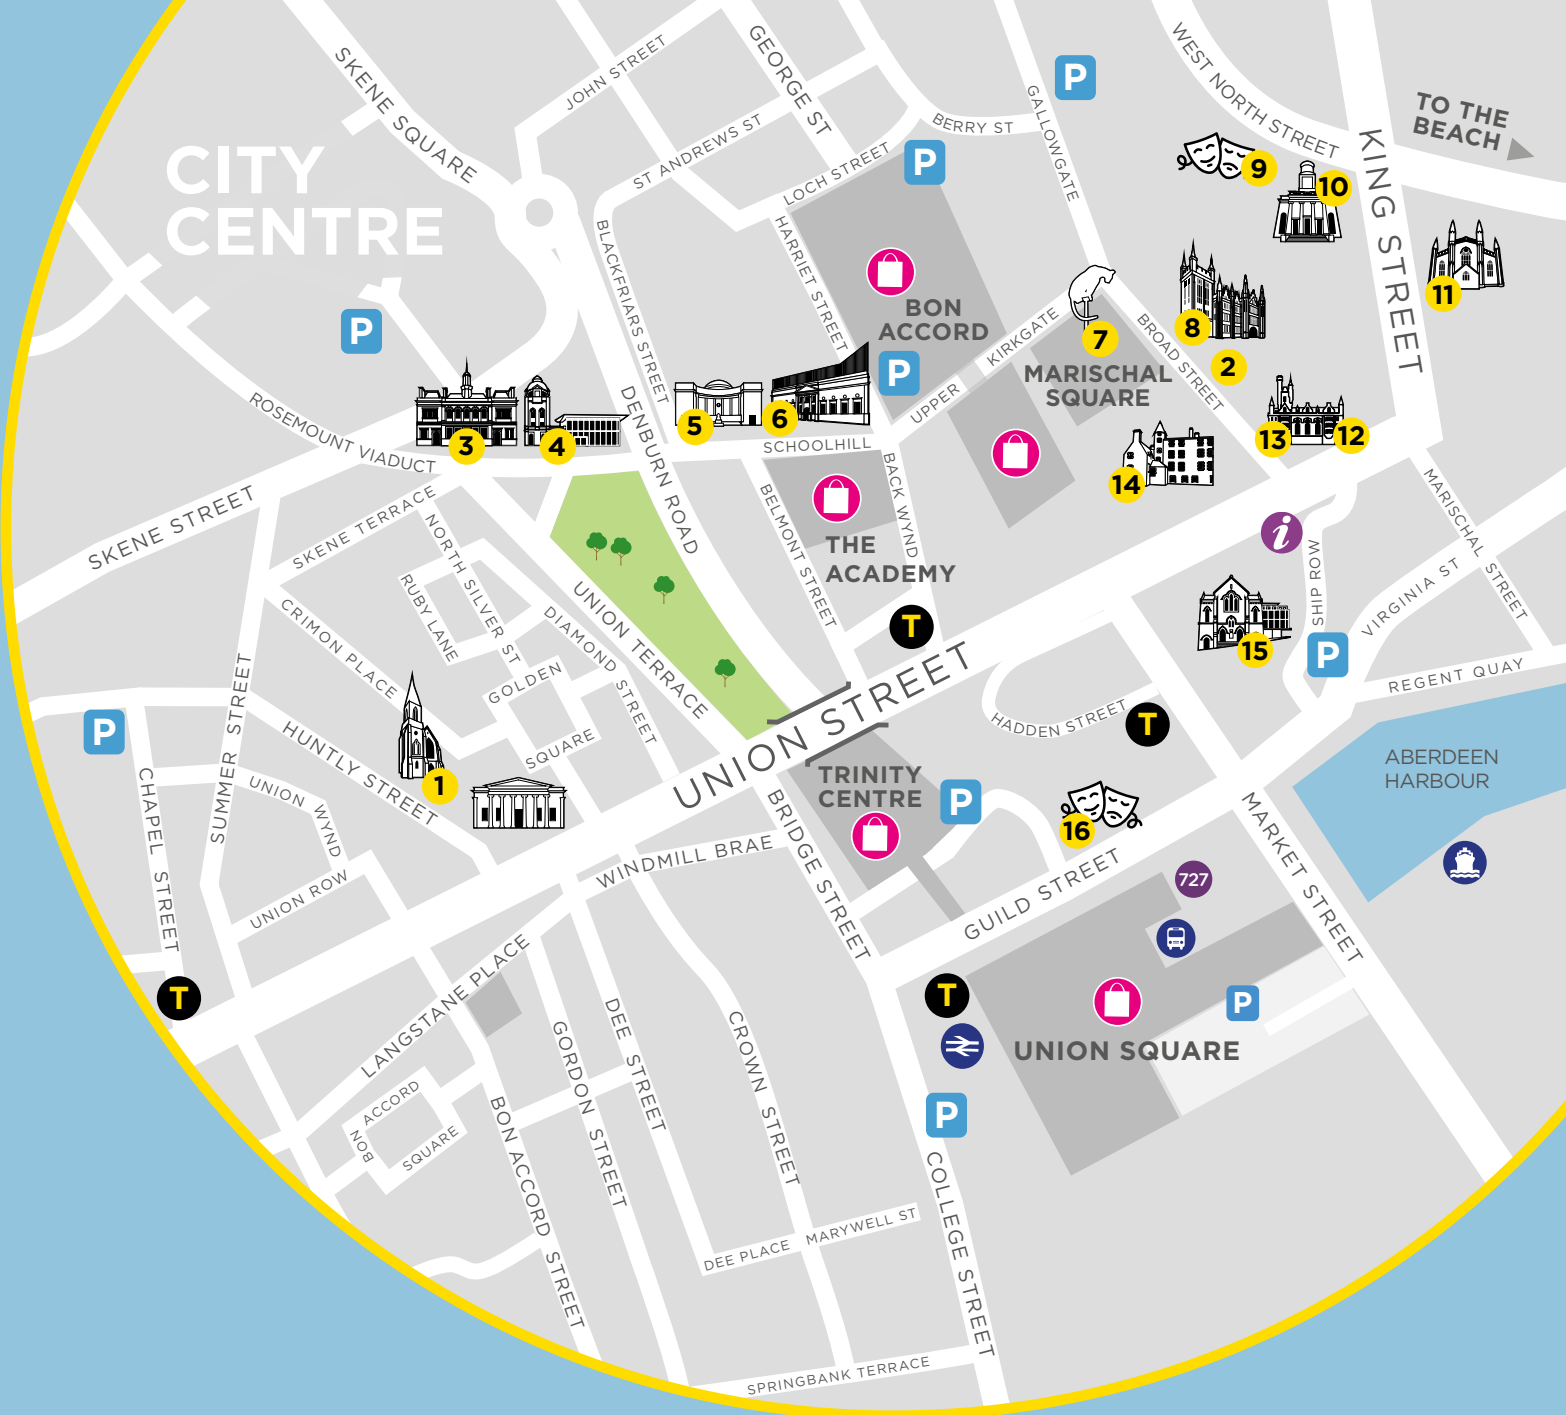 CITY
CENTRE
SKENE SQUARE
JOHN STREET
GEORGE ST
ST ANDREWS ST
LOCH STREET
BERRY ST
GALLOWGATE
P
P
WEST NORTH STREET
TO THE
BEACH
KING STREET
9
10
11
8
2
7
BLACKFRIARS STREET
HARRIET STREET
BON
ACCORD
P
P
UPPER KIRKGATE
MARISCHAL
SQUARE
BROAD STREET
13
12
14
ROSEMOUNT VIADUCT
3
4
5
6
DENBURN ROAD
SCHOOLHILL
BELMONT STREET
BACK WYND
THE
ACADEMY
T
SKENE STREET
SKENE TERRACE
NORTH SILVER ST
RUBY LANE
CRIMON PLACE
DIAMOND STREET
UNION TERRACE
GOLDEN
SQUARE
SUMMER STREET
HUNTLY STREET
1
P
CHAPEL STREET
UNION WYND
UNION ROW
T
UNION STREET
i
SHIP ROW
MARISCHAL STREET
VIRGINIA ST
15
P
REGENT QUAY
HADDEN STREET
T
ABERDEEN
HARBOUR
TRINITY
CENTRE
P
16
BRIDGE STREET
WINDMILL BRAE
GUILD STREET
727
MARKET STREET
LANGSTANE PLACE
T
P
UNION SQUARE
P
BON ACCORD
SQUARE
BON ACCORD STREET
GORDON STREET
DEE STREET
CROWN STREET
COLLEGE STREET
DEE PLACE
MARYWELL ST
SPRINGBANK TERRACE